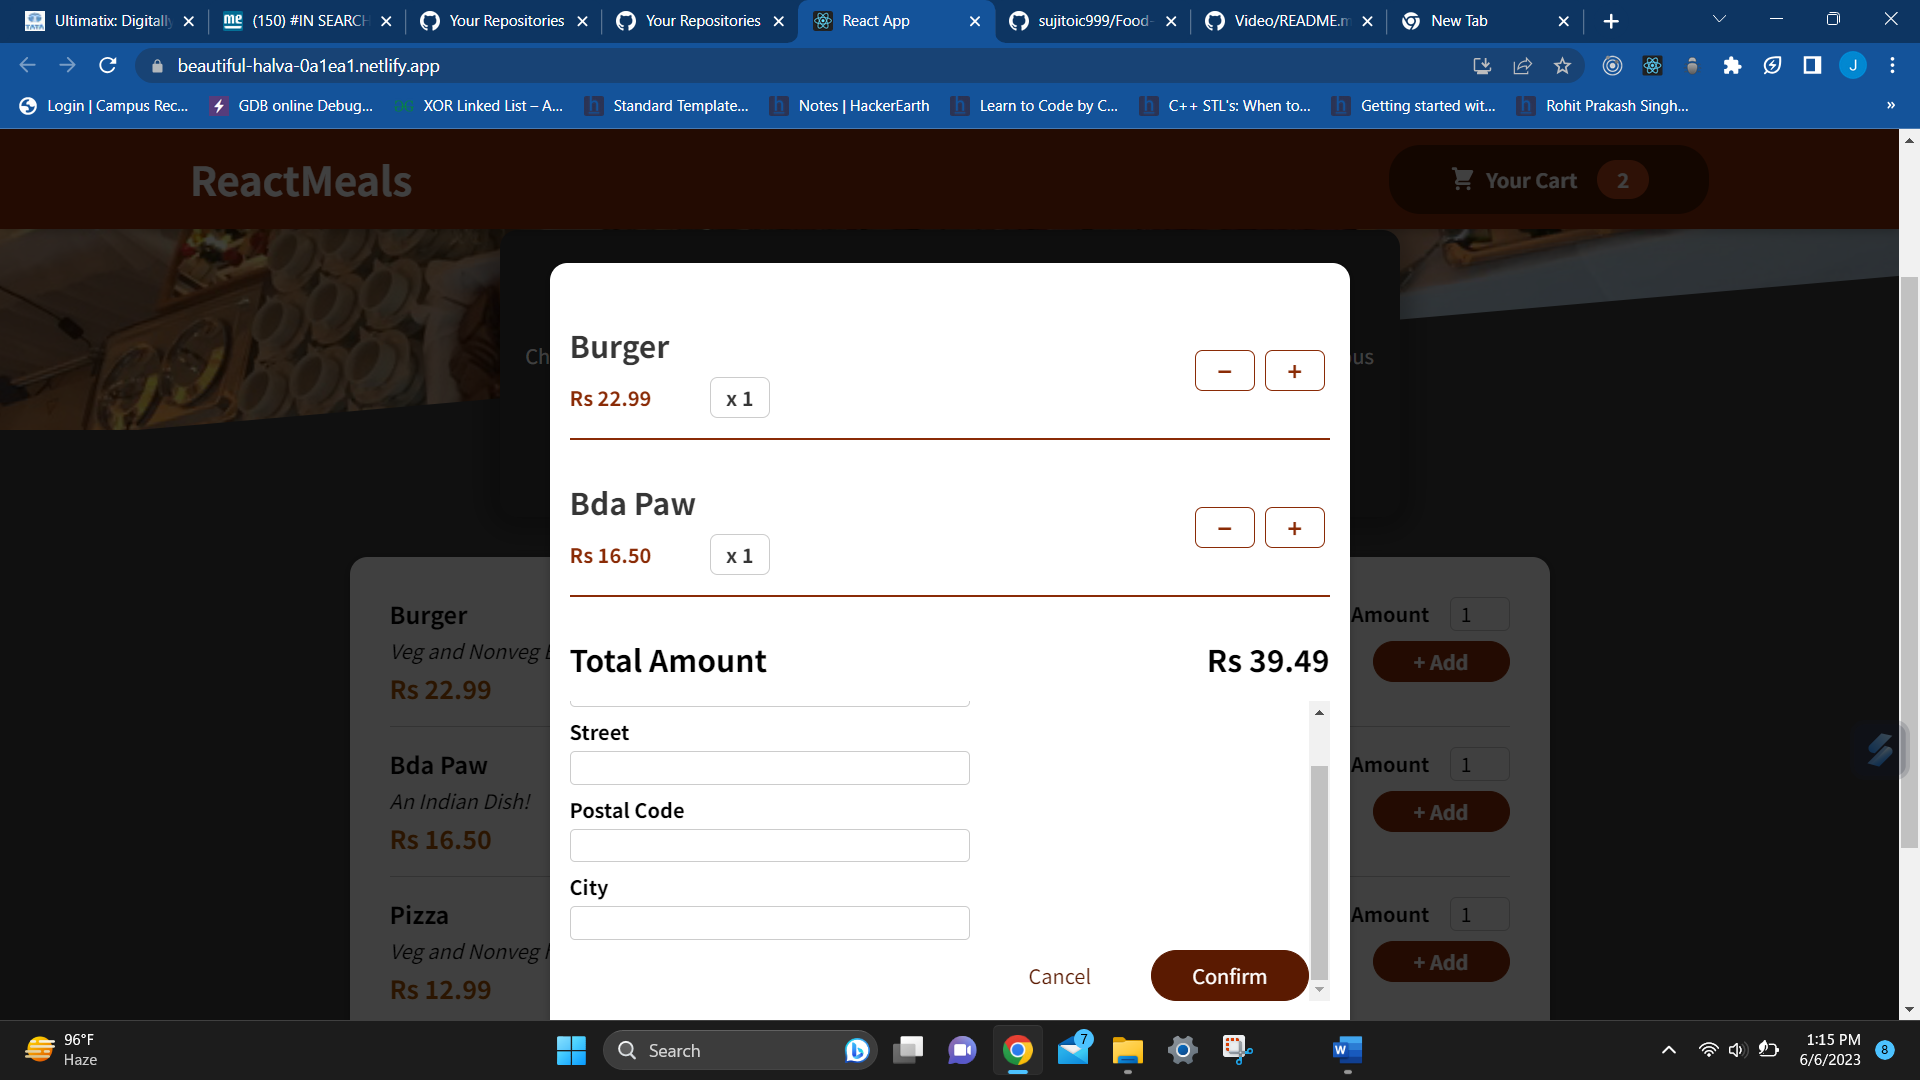 Ultimatix: Digitally
(150) #IN SEARCH
Your Repositories
Your Repositories
React App
sujitoic999/Food-
Video/README.m
New Tab
beautiful-halva-0a1ea1.netlify.app
J
Login | Campus Rec...
GDB online Debug...
XOR Linked List – A...
Standard Template...
Notes | HackerEarth
Learn to Code by C...
C++ STL's: When to...
Getting started wit...
Rohit Prakash Singh...
»
ReactMeals
Your Cart 2
Ch
ous
Burger
Rs 22.99 x 1
− +
Bda Paw
Rs 16.50 x 1
− +
Total Amount Rs 39.49
Street
Postal Code
City
Cancel Confirm
Burger
Veg and Nonveg
Rs 22.99
Amount 1
+ Add
Bda Paw
An Indian Dish!
Rs 16.50
Amount 1
+ Add
Pizza
Veg and Nonveg
Rs 12.99
Amount 1
+ Add
96°F
Haze
Search
7
1:15 PM
6/6/2023
8